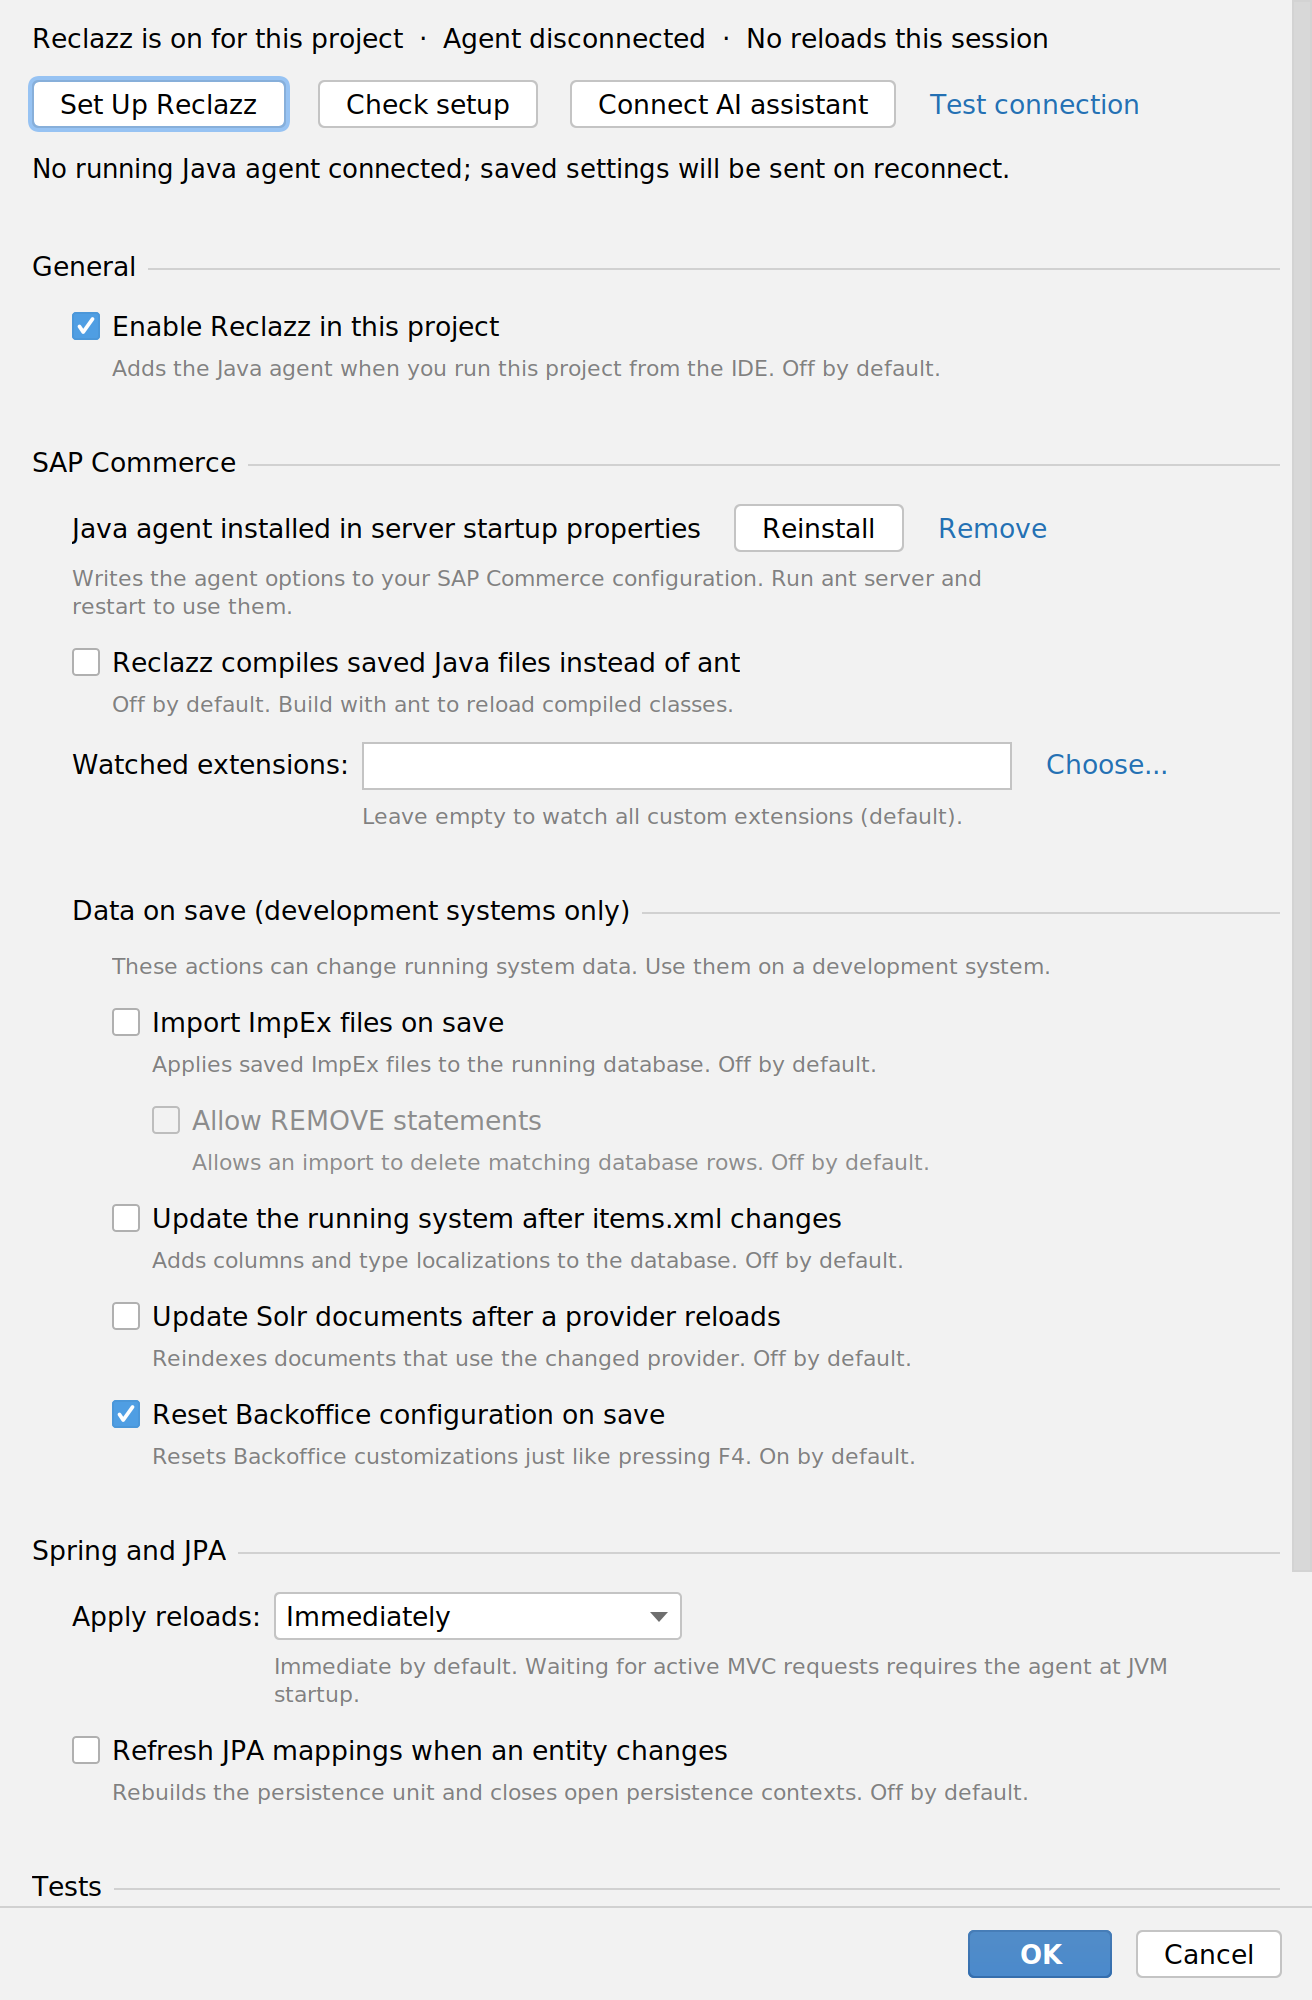 Reclazz is on for this project · Agent disconnected · No reloads this session
Set Up Reclazz Check setup Connect AI assistant Test connection
No running Java agent connected; saved settings will be sent on reconnect.
General
Enable Reclazz in this project
Adds the Java agent when you run this project from the IDE. Off by default.
SAP Commerce
Java agent installed in server startup properties Reinstall Remove
Writes the agent options to your SAP Commerce configuration. Run ant server and
restart to use them.
Reclazz compiles saved Java files instead of ant
Off by default. Build with ant to reload compiled classes.
Watched extensions: Choose...
Leave empty to watch all custom extensions (default).
Data on save (development systems only)
These actions can change running system data. Use them on a development system.
Import ImpEx files on save
Applies saved ImpEx files to the running database. Off by default.
Allow REMOVE statements
Allows an import to delete matching database rows. Off by default.
Update the running system after items.xml changes
Adds columns and type localizations to the database. Off by default.
Update Solr documents after a provider reloads
Reindexes documents that use the changed provider. Off by default.
Reset Backoffice configuration on save
Resets Backoffice customizations just like pressing F4. On by default.
Spring and JPA
Apply reloads: Immediately
Immediate by default. Waiting for active MVC requests requires the agent at JVM
startup.
Refresh JPA mappings when an entity changes
Rebuilds the persistence unit and closes open persistence contexts. Off by default.
Tests
OK Cancel